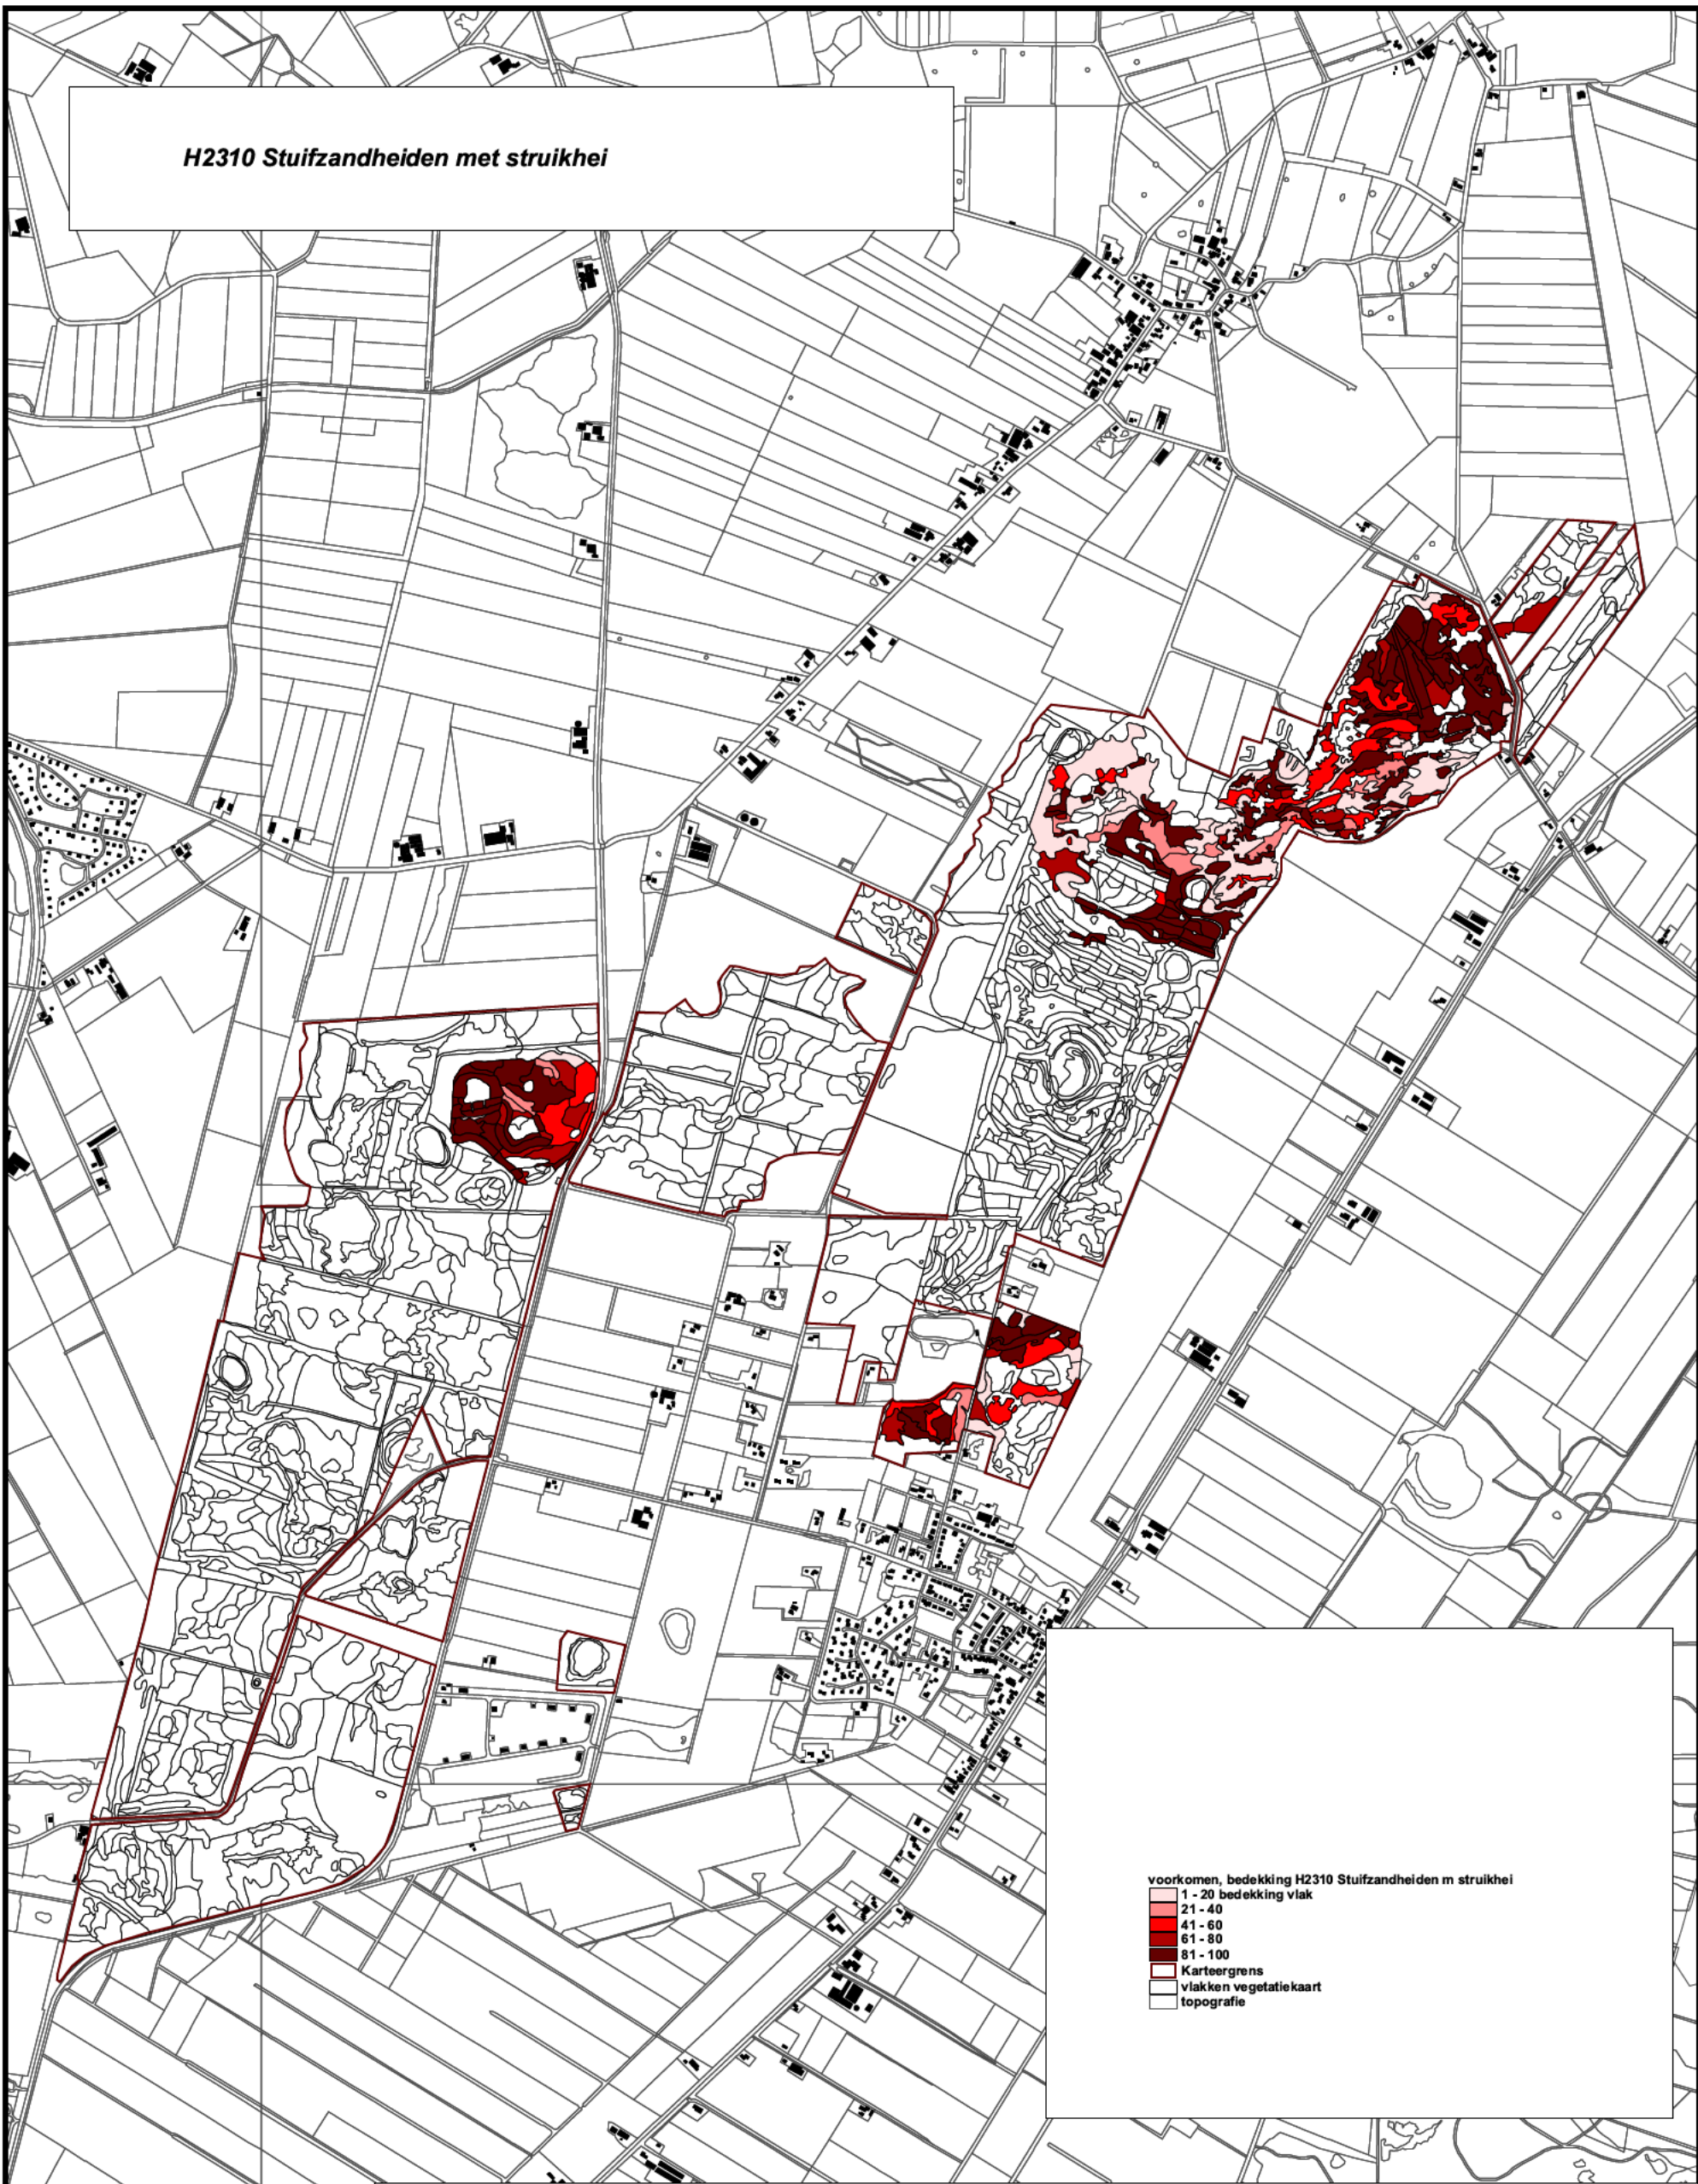 H2310 Stuifzandheiden met struikhei
voorkomen, bedekking H2310 Stuifzandheiden m struikhei
1 - 20 bedekking vlak
21 - 40
41 - 60
61 - 80
81 - 100
Karteergrens
vlakken vegetatiekaart
topografie